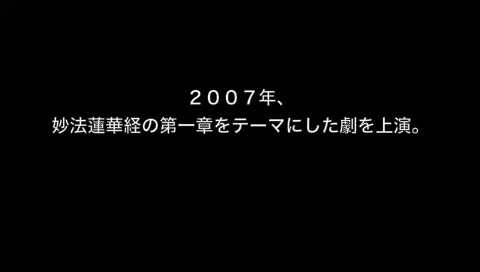 ２００７年、
妙法蓮華経の第一章をテーマにした劇を上演。